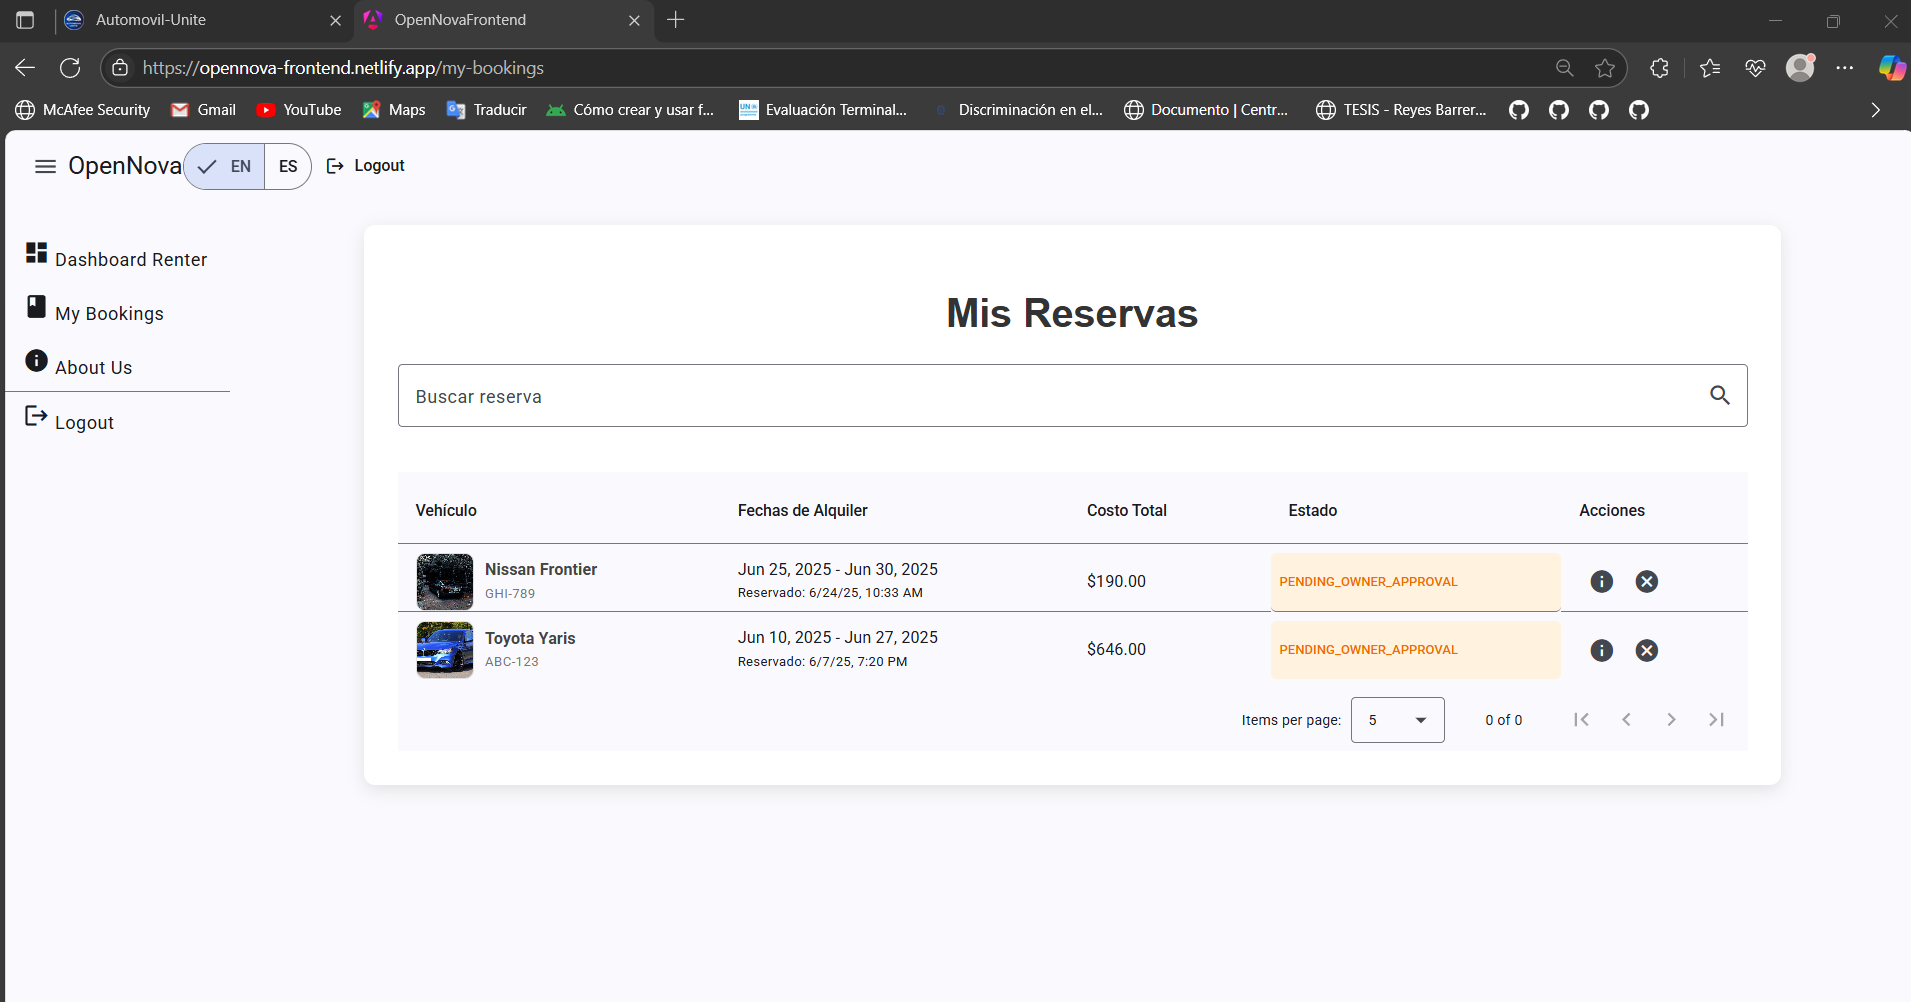 Automovil-Unite
OpenNovaFrontend
https://opennova-frontend.netlify.app/my-bookings
McAfee Security
Gmail
YouTube
Maps
Traducir
Cómo crear y usar f...
Evaluación Terminal...
Discriminación en el...
Documento | Centr...
TESIS - Reyes Barrer...
OpenNova
EN
ES
Logout
Dashboard Renter
My Bookings
About Us
Logout
Mis Reservas
Buscar reserva
Vehículo Fechas de Alquiler Costo Total Estado Acciones
Nissan Frontier
GHI-789
Jun 25, 2025 - Jun 30, 2025
Reservado: 6/24/25, 10:33 AM
$190.00
PENDING_OWNER_APPROVAL
Toyota Yaris
ABC-123
Jun 10, 2025 - Jun 27, 2025
Reservado: 6/7/25, 7:20 PM
$646.00
PENDING_OWNER_APPROVAL
Items per page: 5 0 of 0